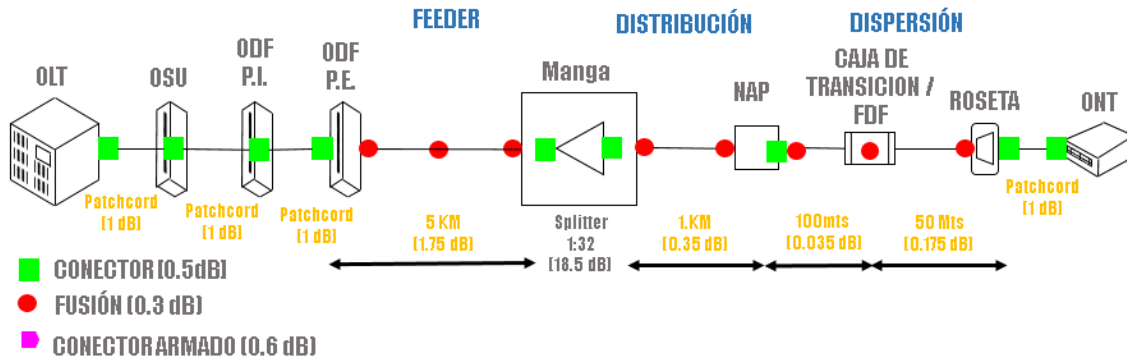 FEEDER
DISTRIBUCIÓN
DISPERSIÓN
OLT
OSU
ODF
P.I.
ODF
P.E.
Manga
NAP
CAJA DE
TRANSICION /
FDF
ROSETA
ONT
Patchcord
[1 dB]
Patchcord
[1 dB]
Patchcord
[1 dB]
5 KM
[1.75 dB]
Splitter
1:32
[18.5 dB]
1.KM
[0.35 dB]
100mts
[0.035 dB]
50 Mts
[0.175 dB]
Patchcord
[1 dB]
CONECTOR [0.5dB]
FUSIÓN (0.3 dB)
CONECTOR ARMADO (0.6 dB)